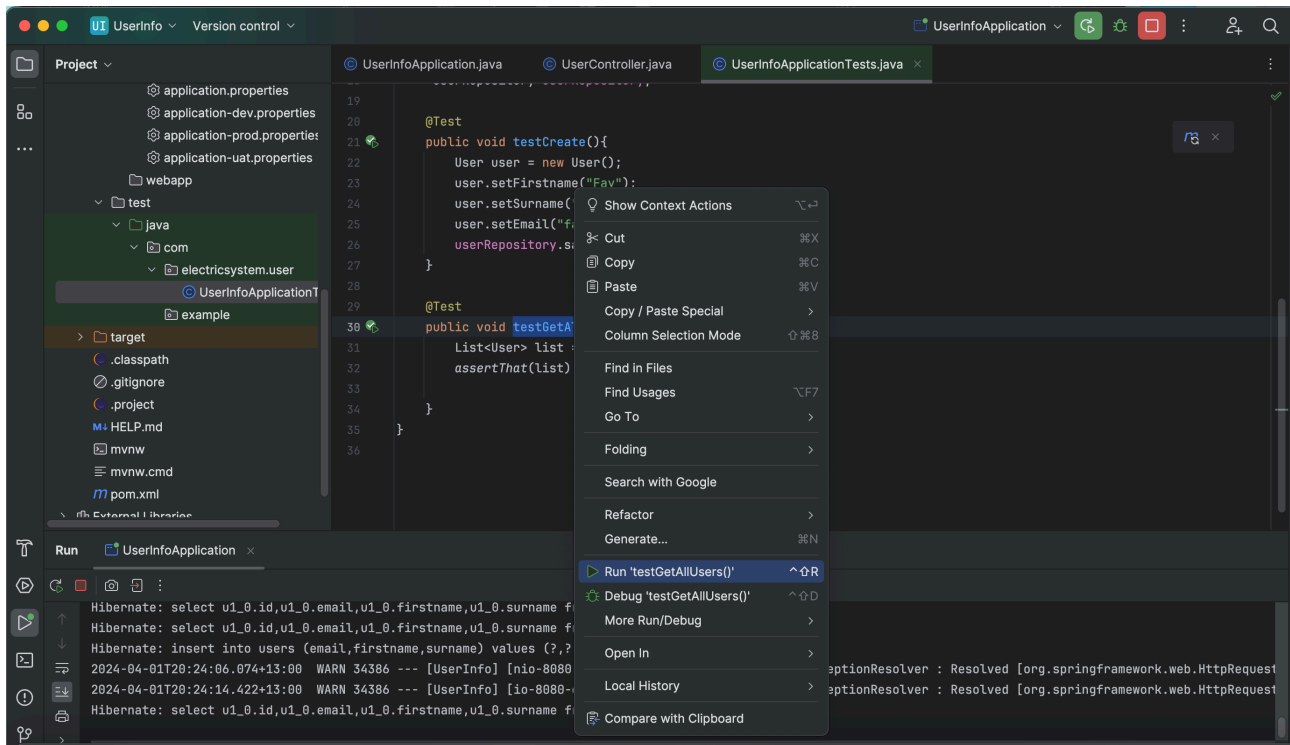 UI UserInfo Version control UserInfoApplication
Project
UserInfoApplication.java UserController.java UserInfoApplicationTests.java
application.properties
application-dev.properties
application-prod.properties
application-uat.properties
webapp
test
java
com
electricsystem.user
UserInfoApplicationT
example
target
.classpath
.gitignore
.project
M↓ HELP.md
mvnw
mvnw.cmd
m pom.xml
External Libraries
19
20 @Test
21 public void testCreate(){
22 User user = new User();
23 user.setFirstname("Fay");
24 user.setSurname(
25 user.setEmail("fa
26 userRepository.sa
27 }
28
29 @Test
30 public void testGetAl
31 List<User> list =
32 assertThat(list)
33
34 }
35 }
36
Show Context Actions ⌥⏎
Cut ⌘X
Copy ⌘C
Paste ⌘V
Copy / Paste Special
Column Selection Mode ⇧⌘8
Find in Files
Find Usages ⌥F7
Go To
Folding
Search with Google
Refactor
Generate... ⌘N
Run 'testGetAllUsers()' ^⇧R
Debug 'testGetAllUsers()' ^⇧D
More Run/Debug
Open In
Local History
Compare with Clipboard
Run UserInfoApplication
Hibernate: select u1_0.id,u1_0.email,u1_0.firstname,u1_0.surname f
Hibernate: select u1_0.id,u1_0.email,u1_0.firstname,u1_0.surname f
Hibernate: insert into users (email,firstname,surname) values (?,?
2024-04-01T20:24:06.074+13:00 WARN 34386 --- [UserInfo] [nio-8080 eptionResolver : Resolved [org.springframework.web.HttpRequest
2024-04-01T20:24:14.422+13:00 WARN 34386 --- [UserInfo] [io-8080- eptionResolver : Resolved [org.springframework.web.HttpRequest
Hibernate: select u1_0.id,u1_0.email,u1_0.firstname,u1_0.surname f